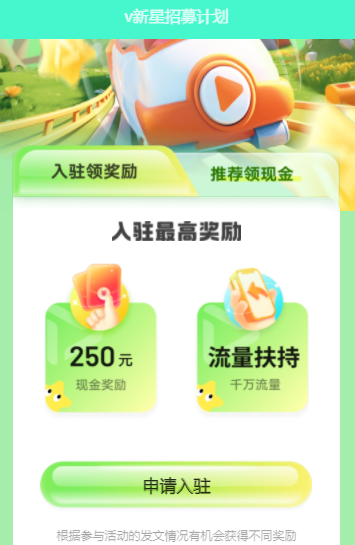 v新星招募计划
入驻领奖励
推荐领现金
入驻最高奖励
250元
流量扶持
现金奖励
千万流量
申请入驻
根据参与活动的发文情况有机会获得不同奖励